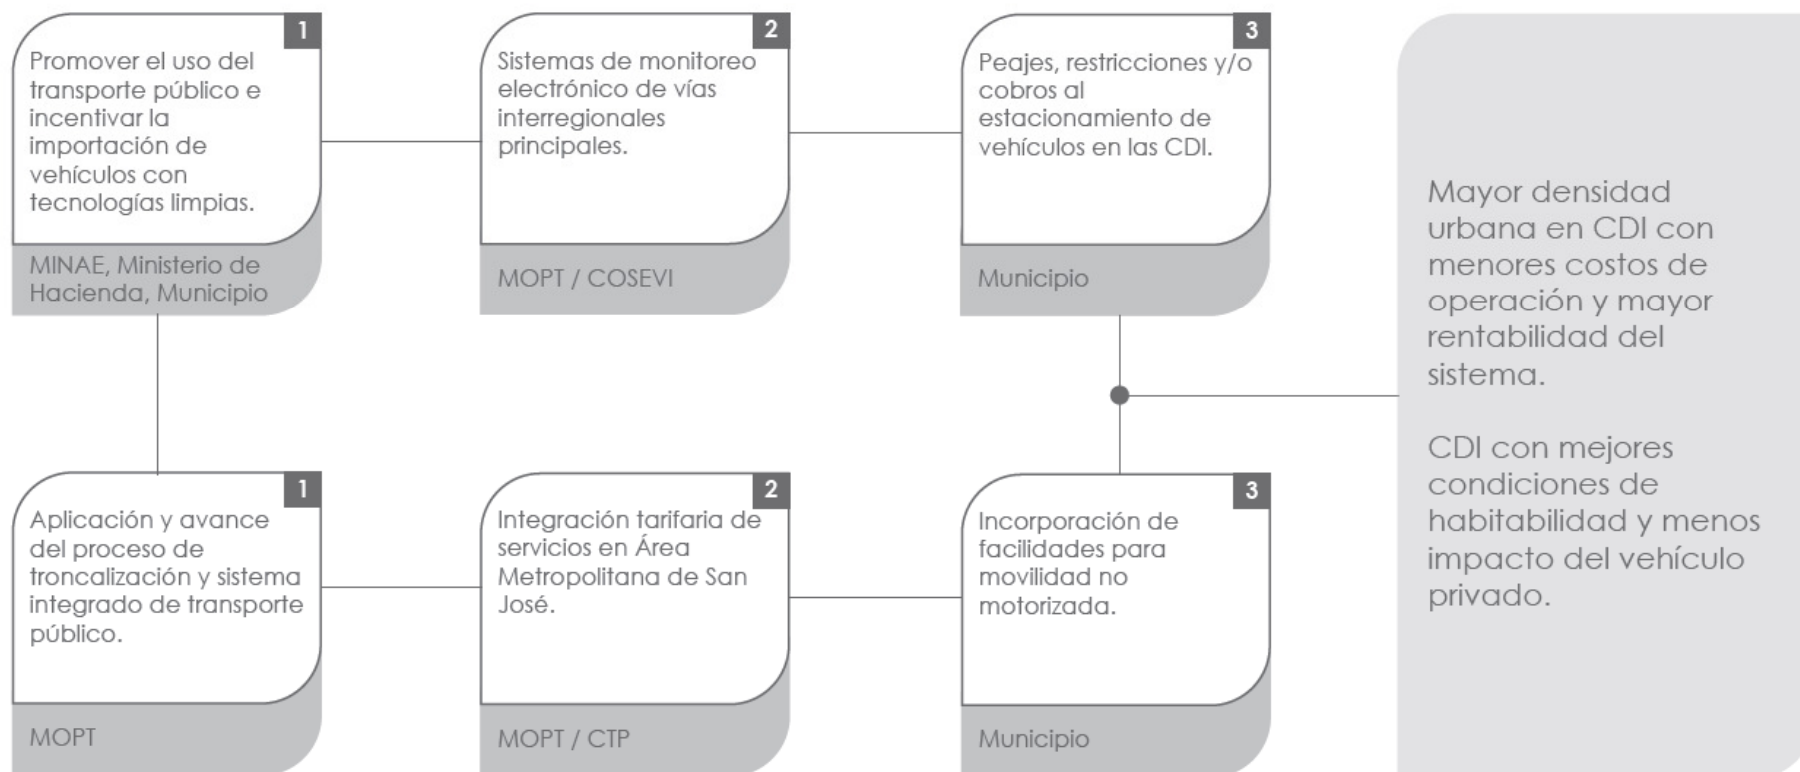 1
Promover el uso del
transporte público e
incentivar la
importación de
vehículos con
tecnologías limpias.
MINAE, Ministerio de
Hacienda, Municipio
2
Sistemas de monitoreo
electrónico de vías
interregionales
principales.
MOPT / COSEVI
3
Peajes, restricciones y/o
cobros al
estacionamiento de
vehículos en las CDI.
Municipio
1
Aplicación y avance
del proceso de
troncalización y sistema
integrado de transporte
público.
MOPT
2
Integración tarifaria de
servicios en Área
Metropolitana de San
José.
MOPT / CTP
3
Incorporación de
facilidades para
movilidad no
motorizada.
Municipio
Mayor densidad
urbana en CDI con
menores costos de
operación y mayor
rentabilidad del
sistema.
CDI con mejores
condiciones de
habitabilidad y menos
impacto del vehículo
privado.